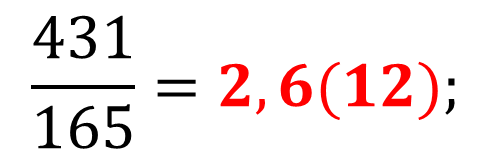 431
165 = 2,6(12);